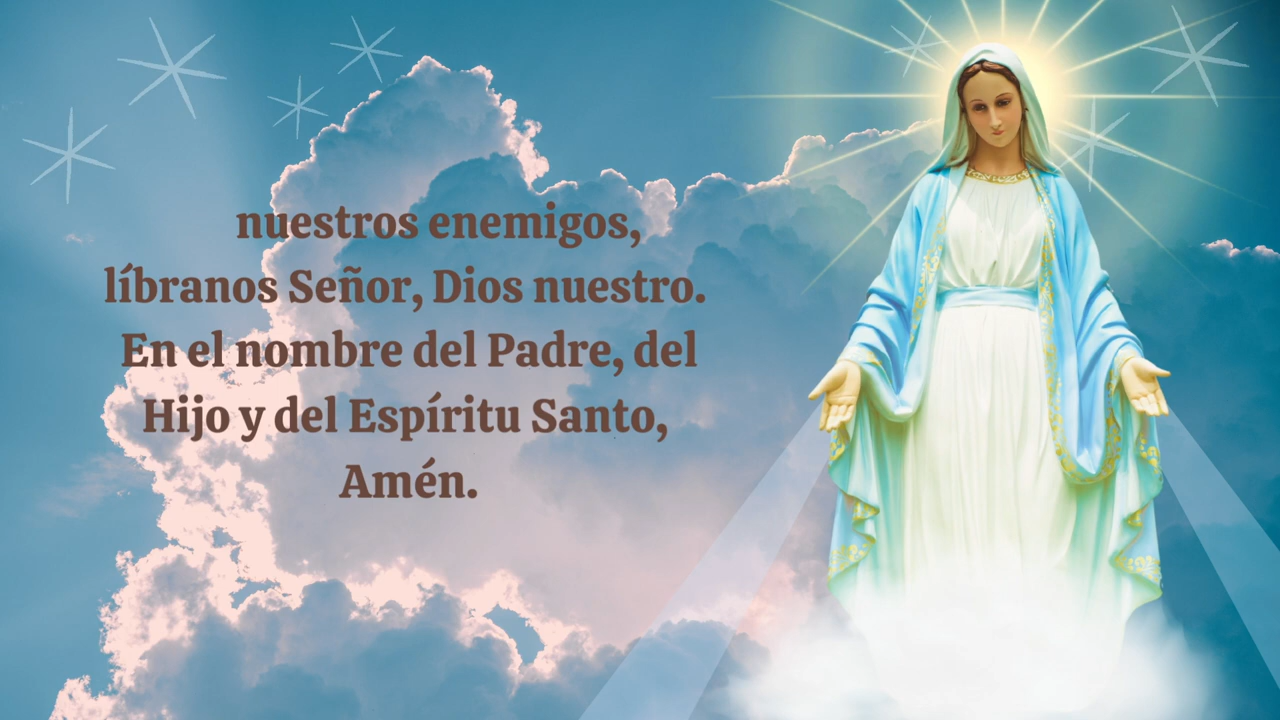 nuestros enemigos,
líbranos Señor, Dios nuestro.
En el nombre del Padre, del
Hijo y del Espíritu Santo,
Amén.